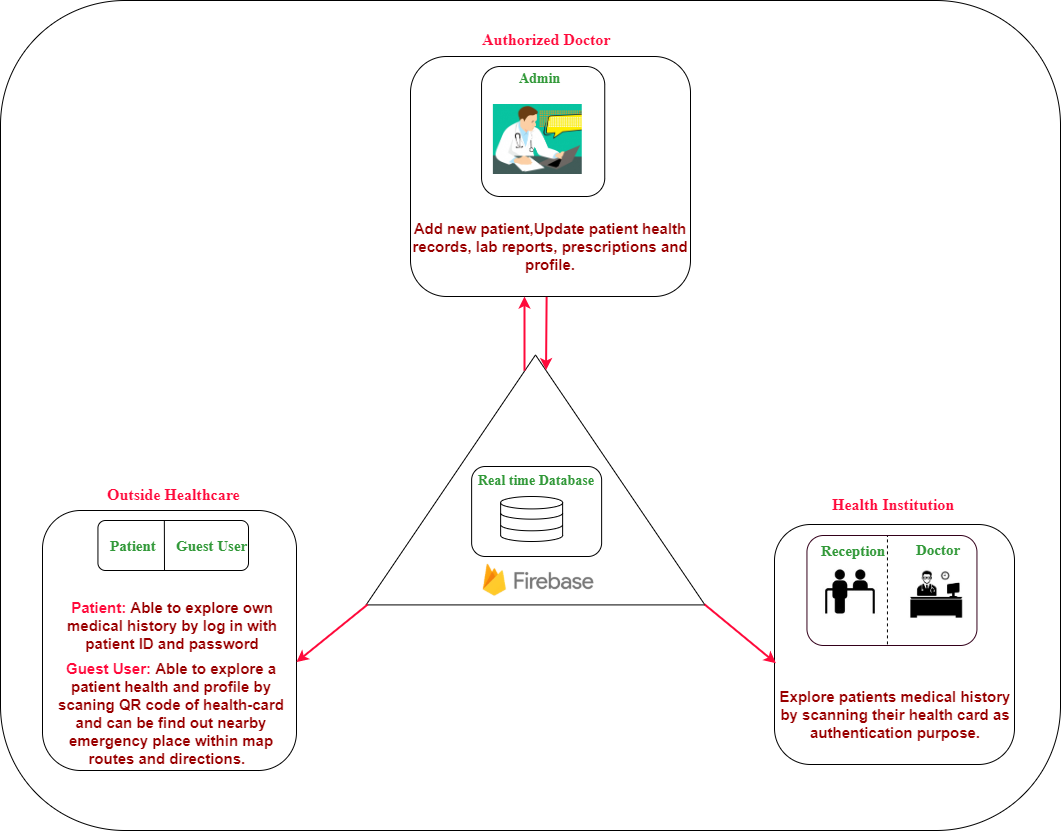 Authorized Doctor
Admin
Add new patient,Update patient health
records, lab reports, prescriptions and
profile.
Real time Database
Firebase
Outside Healthcare
Patient
Guest User
Patient: Able to explore own
medical history by log in with
patient ID and password
Guest User: Able to explore a
patient health and profile by
scaning QR code of health-card
and can be find out nearby
emergency place within map
routes and directions.
Health Institution
Reception
Doctor
Explore patients medical history
by scanning their health card as
authentication purpose.